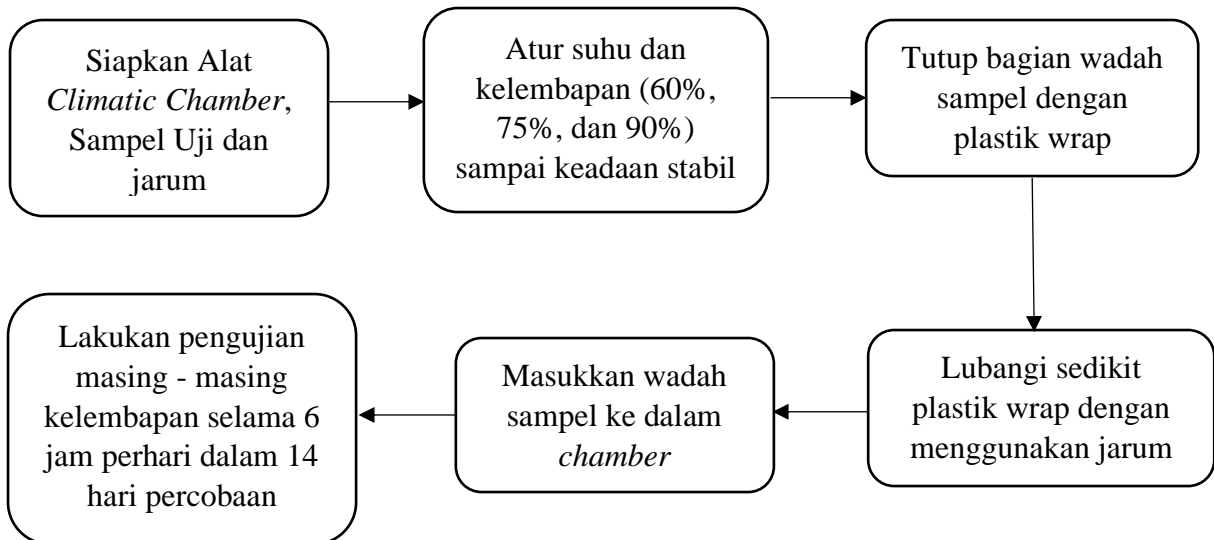 Siapkan Alat
Climatic Chamber,
Sampel Uji dan
jarum
Atur suhu dan
kelembapan (60%,
75%, dan 90%)
sampai keadaan stabil
Tutup bagian wadah
sampel dengan
plastik wrap
Lubangi sedikit
plastik wrap dengan
menggunakan jarum
Masukkan wadah
sampel ke dalam
chamber
Lakukan pengujian
masing - masing
kelembapan selama 6
jam perhari dalam 14
hari percobaan